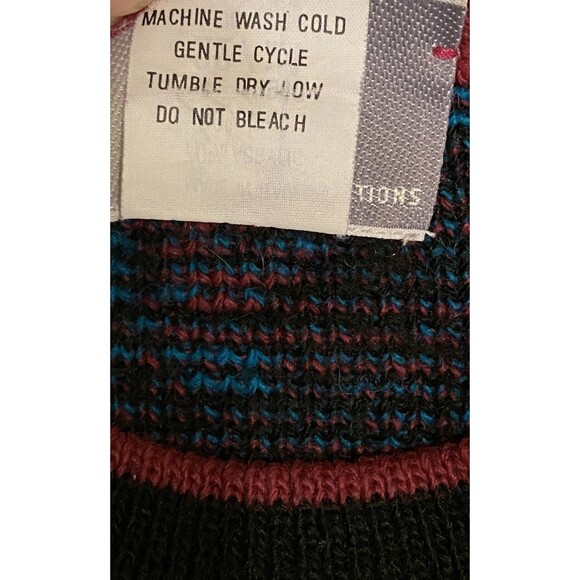 MACHINE WASH COLD
GENTLE CYCLE
TUMBLE DRY LOW
DO NOT BLEACH
TIONS